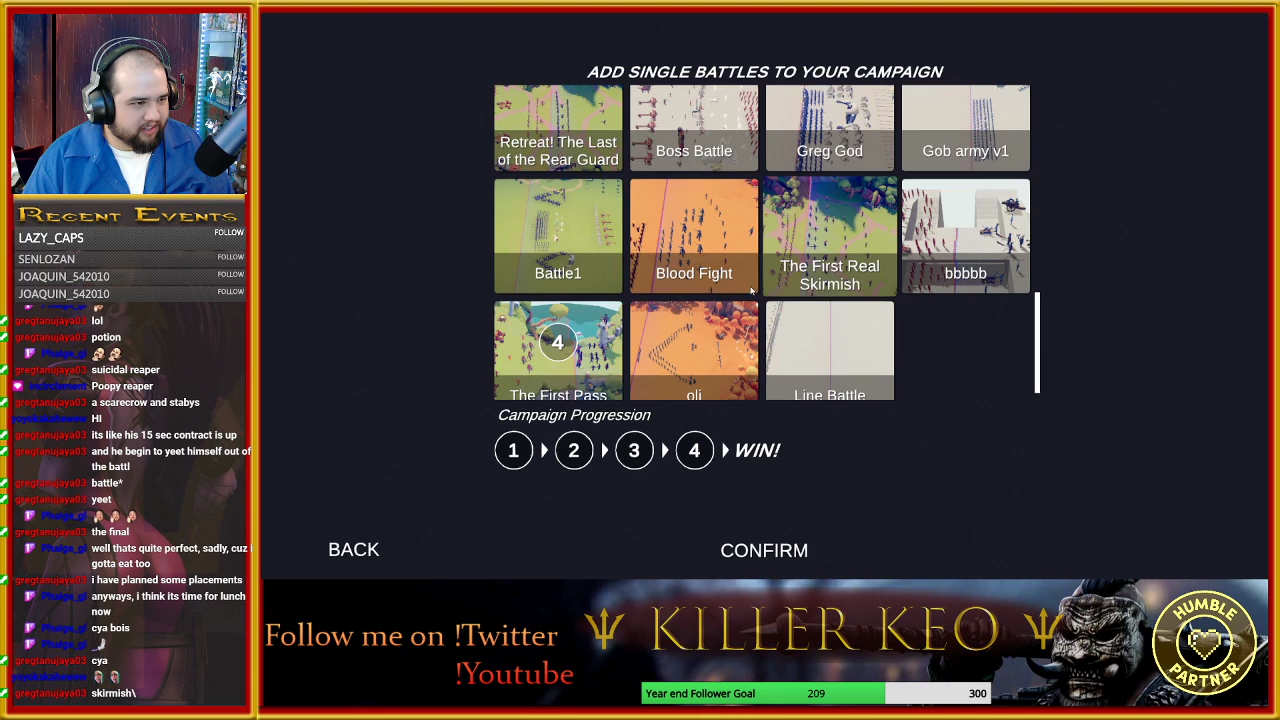 RECENT EVENTS
LAZY_CAPS FOLLOW
SENLOZAN FOLLOW
JOAQUIN_542010 FOLLOW
JOAQUIN_542010 FOLLOW
gregtanujaya03 lol
gregtanujaya03 potion
Phaiga_gl
gregtanujaya03 suicidal reaper
Poopy reaper
gregtanujaya03 a scarecrow and stabys
HI
gregtanujaya03 its like his 15 sec contract is up
gregtanujaya03 and he begin to yeet himself out of
the battl
gregtanujaya03 battle*
gregtanujaya03 yeet
Phaiga_gl
gregtanujaya03 the final
Phaiga_gl well thats quite perfect, sadly, cuz i
gotta eat too
gregtanujaya03 i have planned some placements
Phaiga_gl anyways, i think its time for lunch
now
Phaiga_gl cya bois
Phaiga_gl
gregtanujaya03 cya
gregtanujaya03 skirmish\
ADD SINGLE BATTLES TO YOUR CAMPAIGN
Retreat! The Last
of the Rear Guard
Boss Battle
Greg God
Gob army v1
Battle1
Blood Fight
The First Real
Skirmish
bbbbb
4
The First Pass
oli
Line Battle
Campaign Progression
1 2 3 4 WIN!
BACK
CONFIRM
Follow me on !Twitter
!Youtube
KILLER KEO
Year end Follower Goal 209 300
HUMBLE
PARTNER